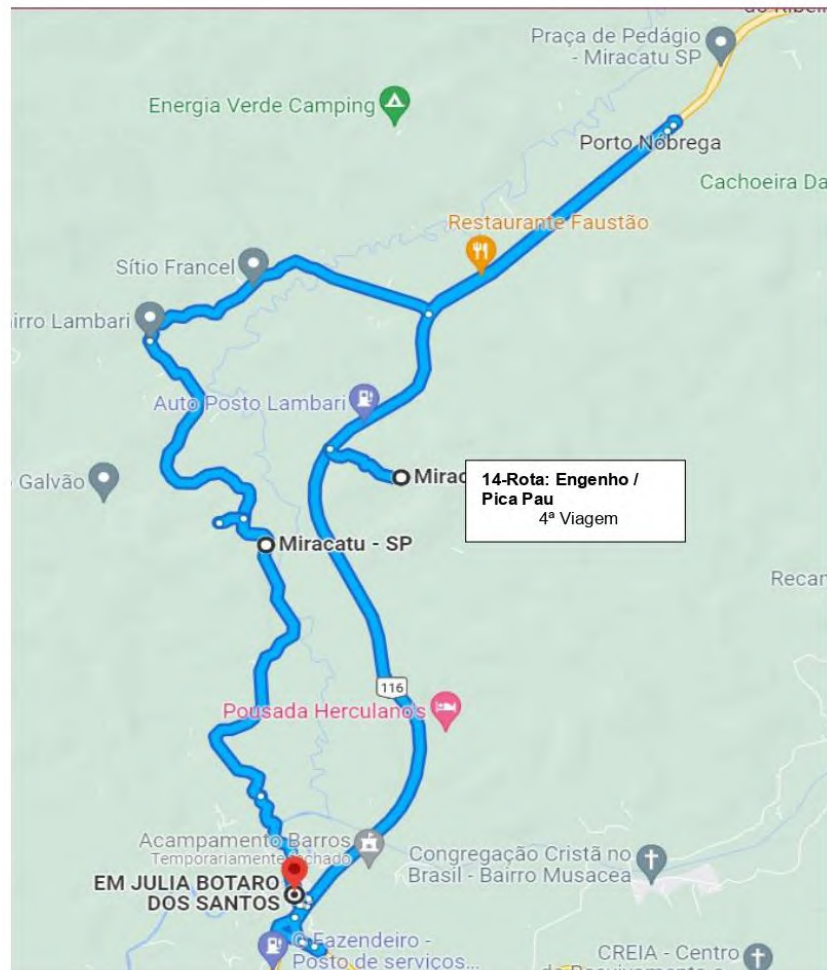 Praça de Pedágio
- Miracatu SP
Energia Verde Camping
Porto Nóbrega
Cachoeira Da
Restaurante Faustão
Sítio Francel
irro Lambari
Auto Posto Lambari
Galvão
Mirac
14-Rota: Engenho /
Pica Pau
4ª Viagem
Miracatu - SP
Recan
116
Pousada Herculano's
Acampamento Barros
Temporariamente fechado
Congregação Cristã no
Brasil - Bairro Musacea
EM JULIA BOTARO
DOS SANTOS
O Fazendeiro -
Posto de serviços...
CREIA - Centro